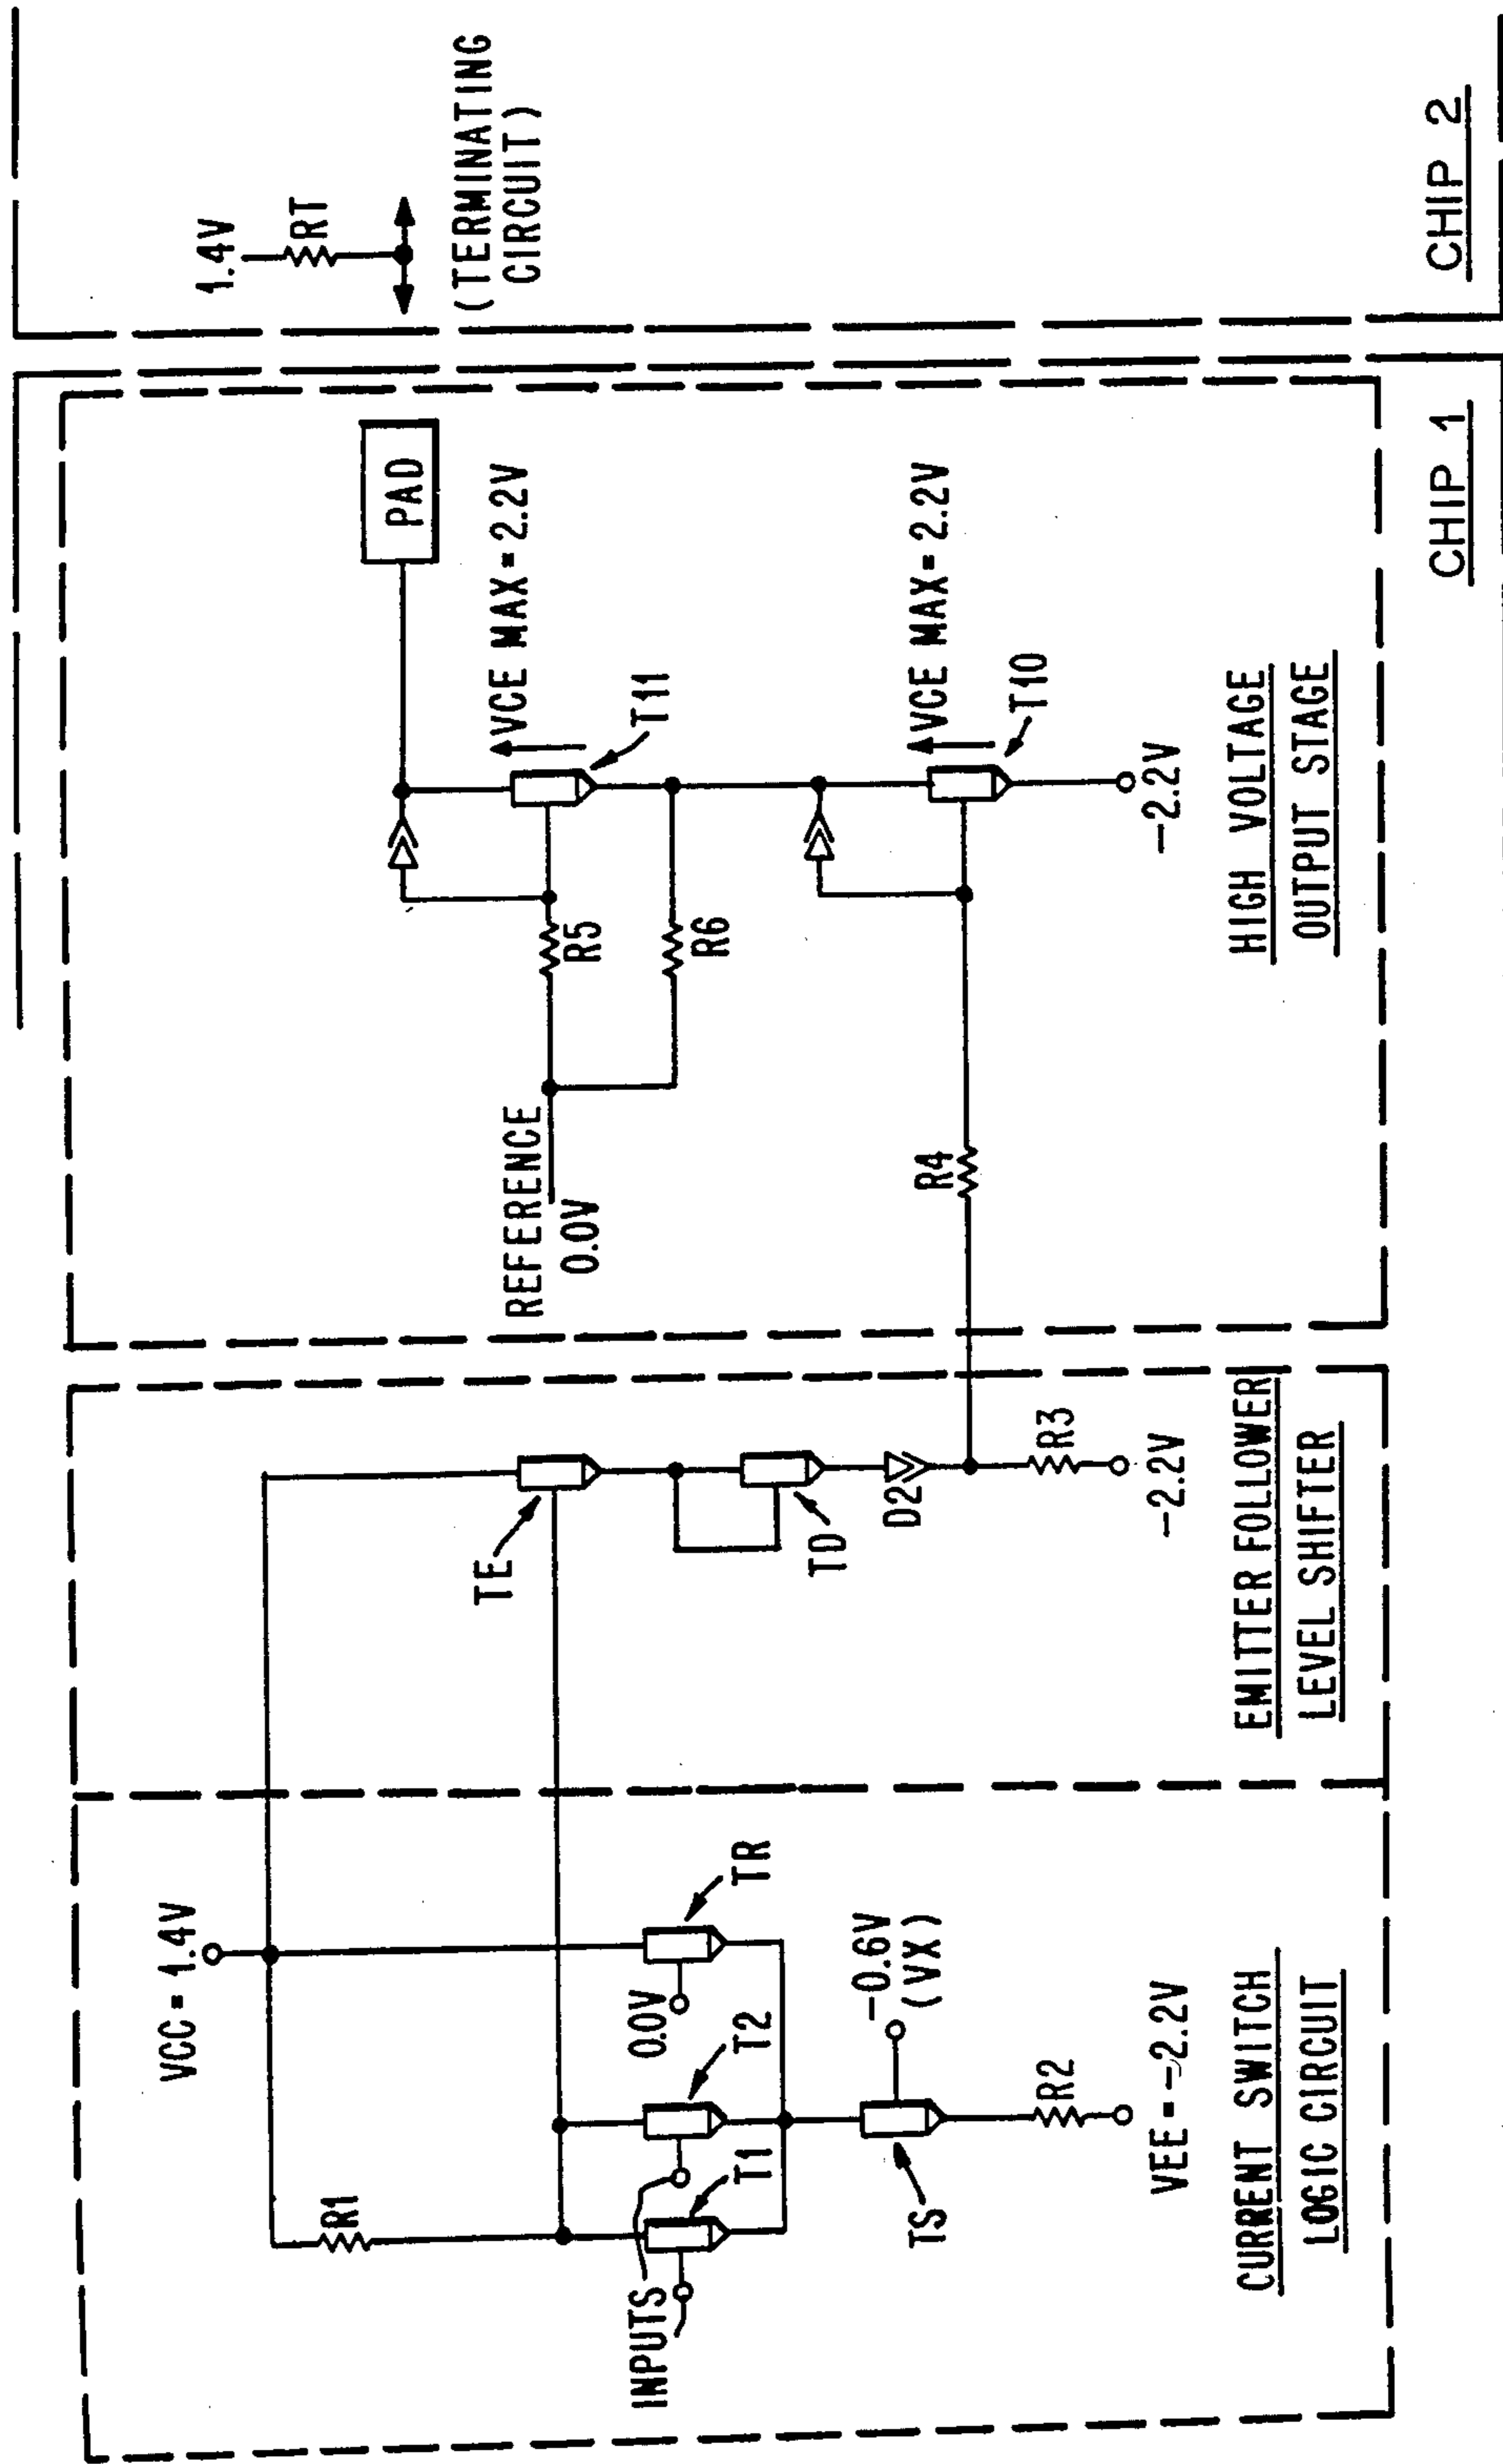 VCC = 1.4V
R1
INPUTS
T1
T2
0.0V
TR
-0.6V
(VX)
TS
R2
VEE = -2.2V
CURRENT SWITCH
LOGIC CIRCUIT
TE
TD
D2
R3
-2.2V
EMITTER FOLLOWER
LEVEL SHIFTER
REFERENCE
0.0V
R5
R6
R4
PAD
VCE MAX = 2.2V
T11
VCE MAX = 2.2V
T10
-2.2V
HIGH VOLTAGE
OUTPUT STAGE
CHIP 1
1.4V
RT
(TERMINATING
CIRCUIT)
CHIP 2